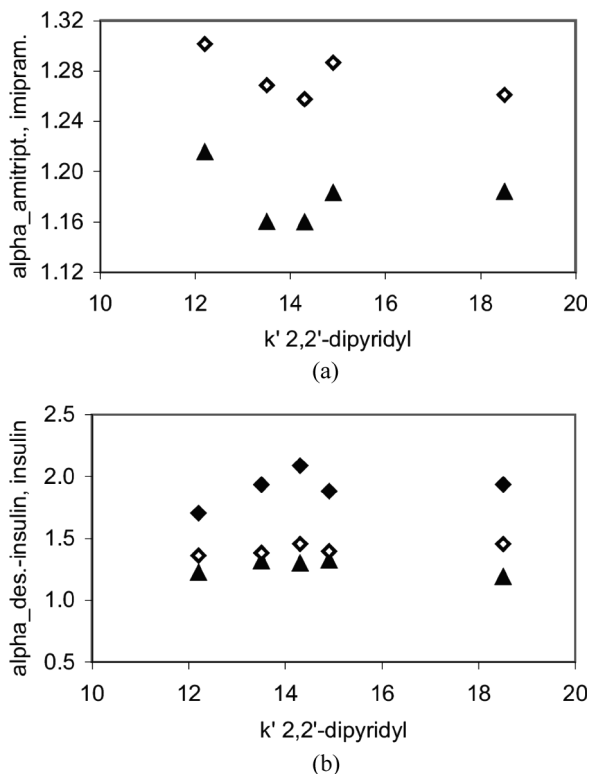 1.32
1.28
1.24
1.20
1.16
1.12
10 12 14 16 18 20
alpha_amitript., imipram.
k' 2,2'-dipyridyl
(a)
2.5
2.0
1.5
1.0
0.5
10 12 14 16 18 20
alpha_des.-insulin, insulin
k' 2,2'-dipyridyl
(b)